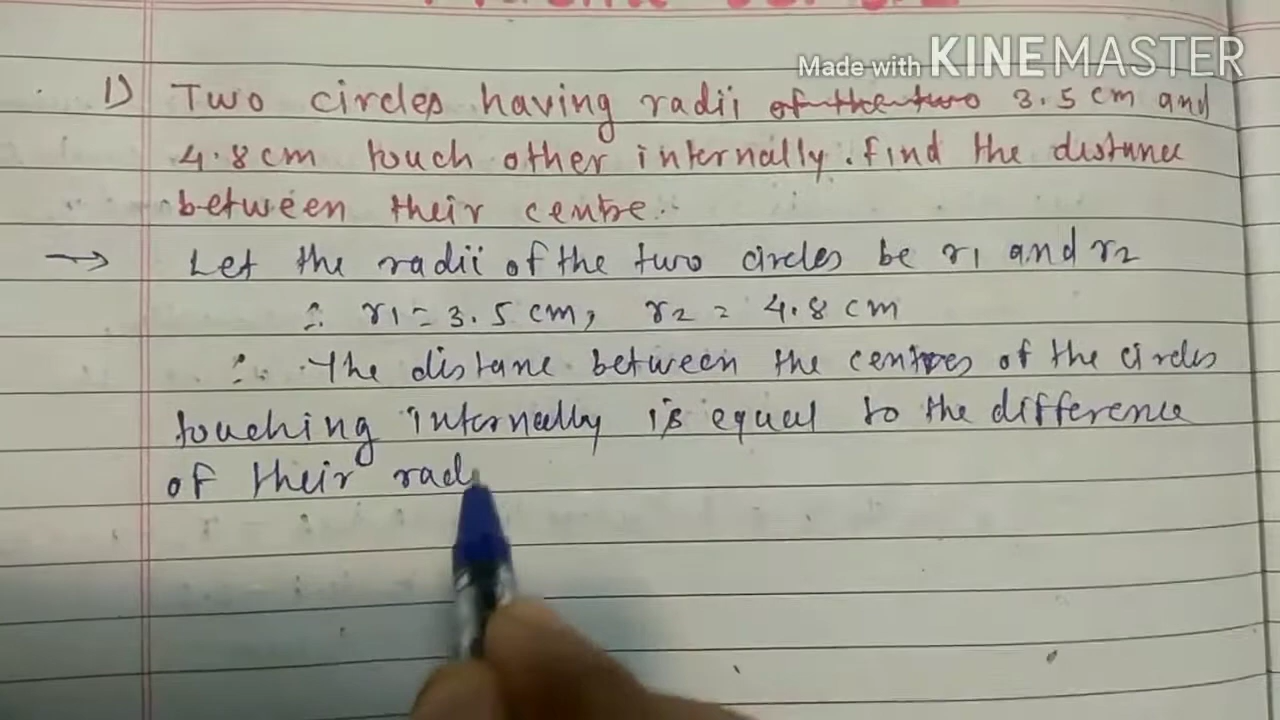 Made with KINEMASTER
1) Two circles having radii of the two 3.5 cm and
4.8 cm touch other internally. find the distance
between their centre.
→ Let the radii of the two circles be r1 and r2
∴ r1 = 3.5 cm, r2 = 4.8 cm
∴ The distane between the centres of the circles
touching internally is equal to the difference
of their rad